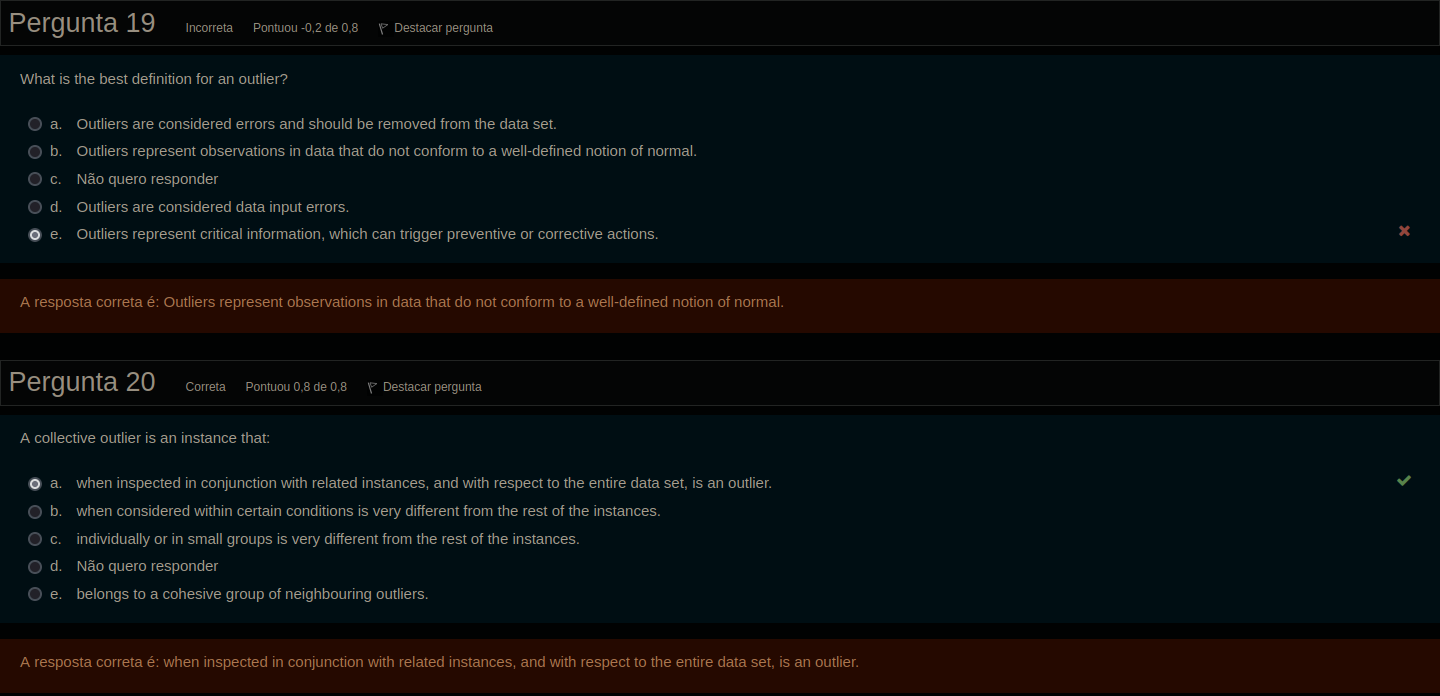 Pergunta 19 Incorreta Pontuou -0,2 de 0,8 Destacar pergunta
What is the best definition for an outlier?
a. Outliers are considered errors and should be removed from the data set.
b. Outliers represent observations in data that do not conform to a well-defined notion of normal.
c. Não quero responder
d. Outliers are considered data input errors.
e. Outliers represent critical information, which can trigger preventive or corrective actions.
A resposta correta é: Outliers represent observations in data that do not conform to a well-defined notion of normal.
Pergunta 20 Correta Pontuou 0,8 de 0,8 Destacar pergunta
A collective outlier is an instance that:
a. when inspected in conjunction with related instances, and with respect to the entire data set, is an outlier.
b. when considered within certain conditions is very different from the rest of the instances.
c. individually or in small groups is very different from the rest of the instances.
d. Não quero responder
e. belongs to a cohesive group of neighbouring outliers.
A resposta correta é: when inspected in conjunction with related instances, and with respect to the entire data set, is an outlier.